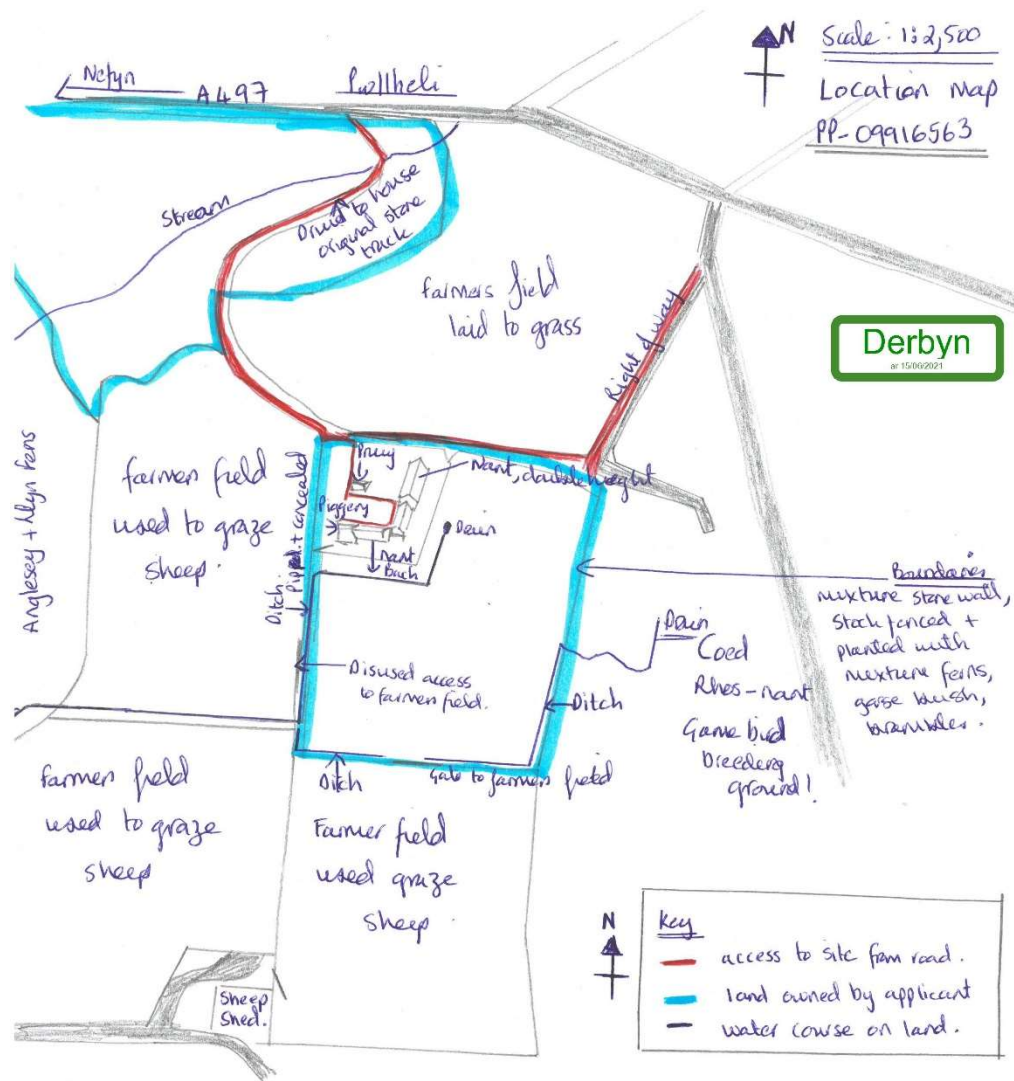 N
Scale: 1:2,500
Location Map
PP-09916563
Nefyn
A497
Pwllheli
Stream
Drive to house
original stone
track
farmers field
laid to grass
Right of way
Derbyn
ar 15/06/2021
Anglesey + Llyn fens
farmer field
used to graze
sheep.
Ditch Piped + concealed
Privy
Nant, double height
Piggery
Nant
bach
Boundaries
mixture stone wall,
stock fenced +
planted with
mixture ferns,
gorse bush,
brambles.
Disused access
to farmer field.
Coed
Rhos-nant
Game bird
breeding
ground!
Ditch
Ditch
Gate to farmers field
farmer field
used to graze
sheep
Farmer field
used graze
sheep
Sheep
Shed.
N
Key
access to site from road.
land owned by applicant
water course on land.